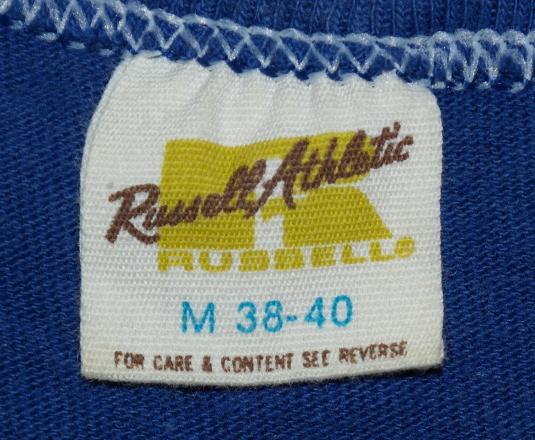 Russell Athletic
R
RUSSELL®
M 38-40
FOR CARE & CONTENT SEE REVERSE